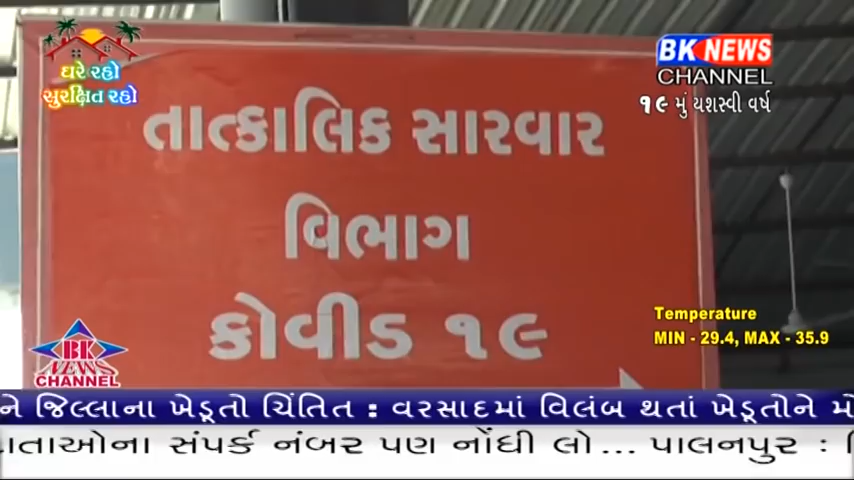 ઘરે રહો
સુરક્ષિત રહો
BK NEWS
CHANNEL
૧૯ મું યશસ્વી વર્ષ
તાત્કાલિક સારવાર
વિભાગ
કોવીડ ૧૯
Temperature
MIN - 29.4, MAX - 35.9
BK
NEWS
CHANNEL
ને જિલ્લાના ખેડૂતો ચિંતિત : વરસાદમાં વિલંબ થતાં ખેડૂતોને
સંપર્ક નંબર પણ નોંધી લો... પાલનપુર :